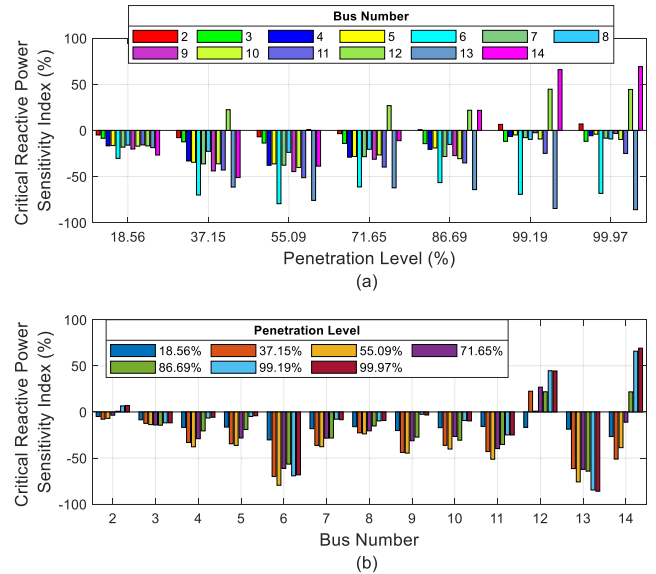 (a)
Bus Number
2 3 4 5 6 7 8
9 10 11 12 13 14
100
50
0
-50
-100
Critical Reactive Power
Sensitivity Index (%)
18.56 37.15 55.09 71.65 86.69 99.19 99.97
Penetration Level (%)
(a)
Penetration Level
18.56% 37.15% 55.09% 71.65%
86.69% 99.19% 99.97%
100
50
0
-50
-100
Critical Reactive Power
Sensitivity Index (%)
2 3 4 5 6 7 8 9 10 11 12 13 14
Bus Number
(b)